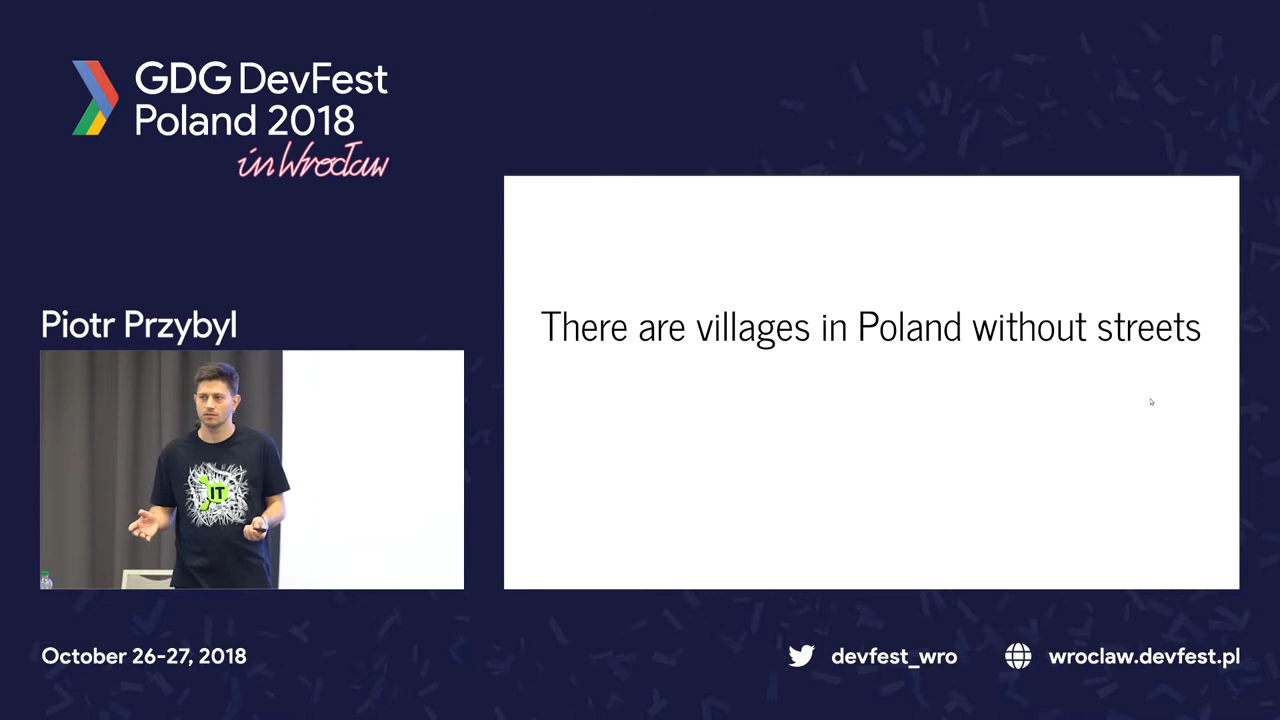 GDG DevFest
Poland 2018
in Wrocław
There are villages in Poland without streets
Piotr Przybyl
IT
October 26-27, 2018
devfest_wro
wroclaw.devfest.pl